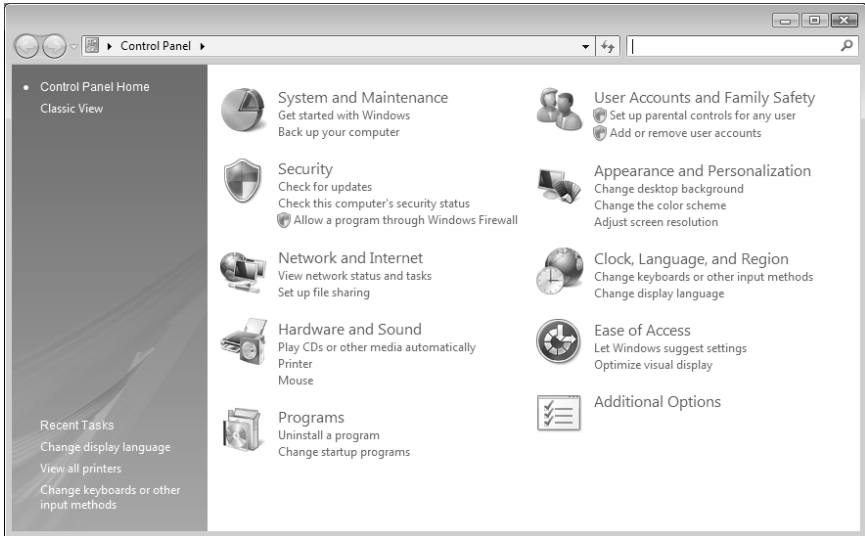 Control Panel
Control Panel Home
Classic View
System and Maintenance
Get started with Windows
Back up your computer
Security
Check for updates
Check this computer's security status
Allow a program through Windows Firewall
Network and Internet
View network status and tasks
Set up file sharing
Hardware and Sound
Play CDs or other media automatically
Printer
Mouse
Programs
Uninstall a program
Change startup programs
User Accounts and Family Safety
Set up parental controls for any user
Add or remove user accounts
Appearance and Personalization
Change desktop background
Change the color scheme
Adjust screen resolution
Clock, Language, and Region
Change keyboards or other input methods
Change display language
Ease of Access
Let Windows suggest settings
Optimize visual display
Additional Options
Recent Tasks
Change display language
View all printers
Change keyboards or other
input methods